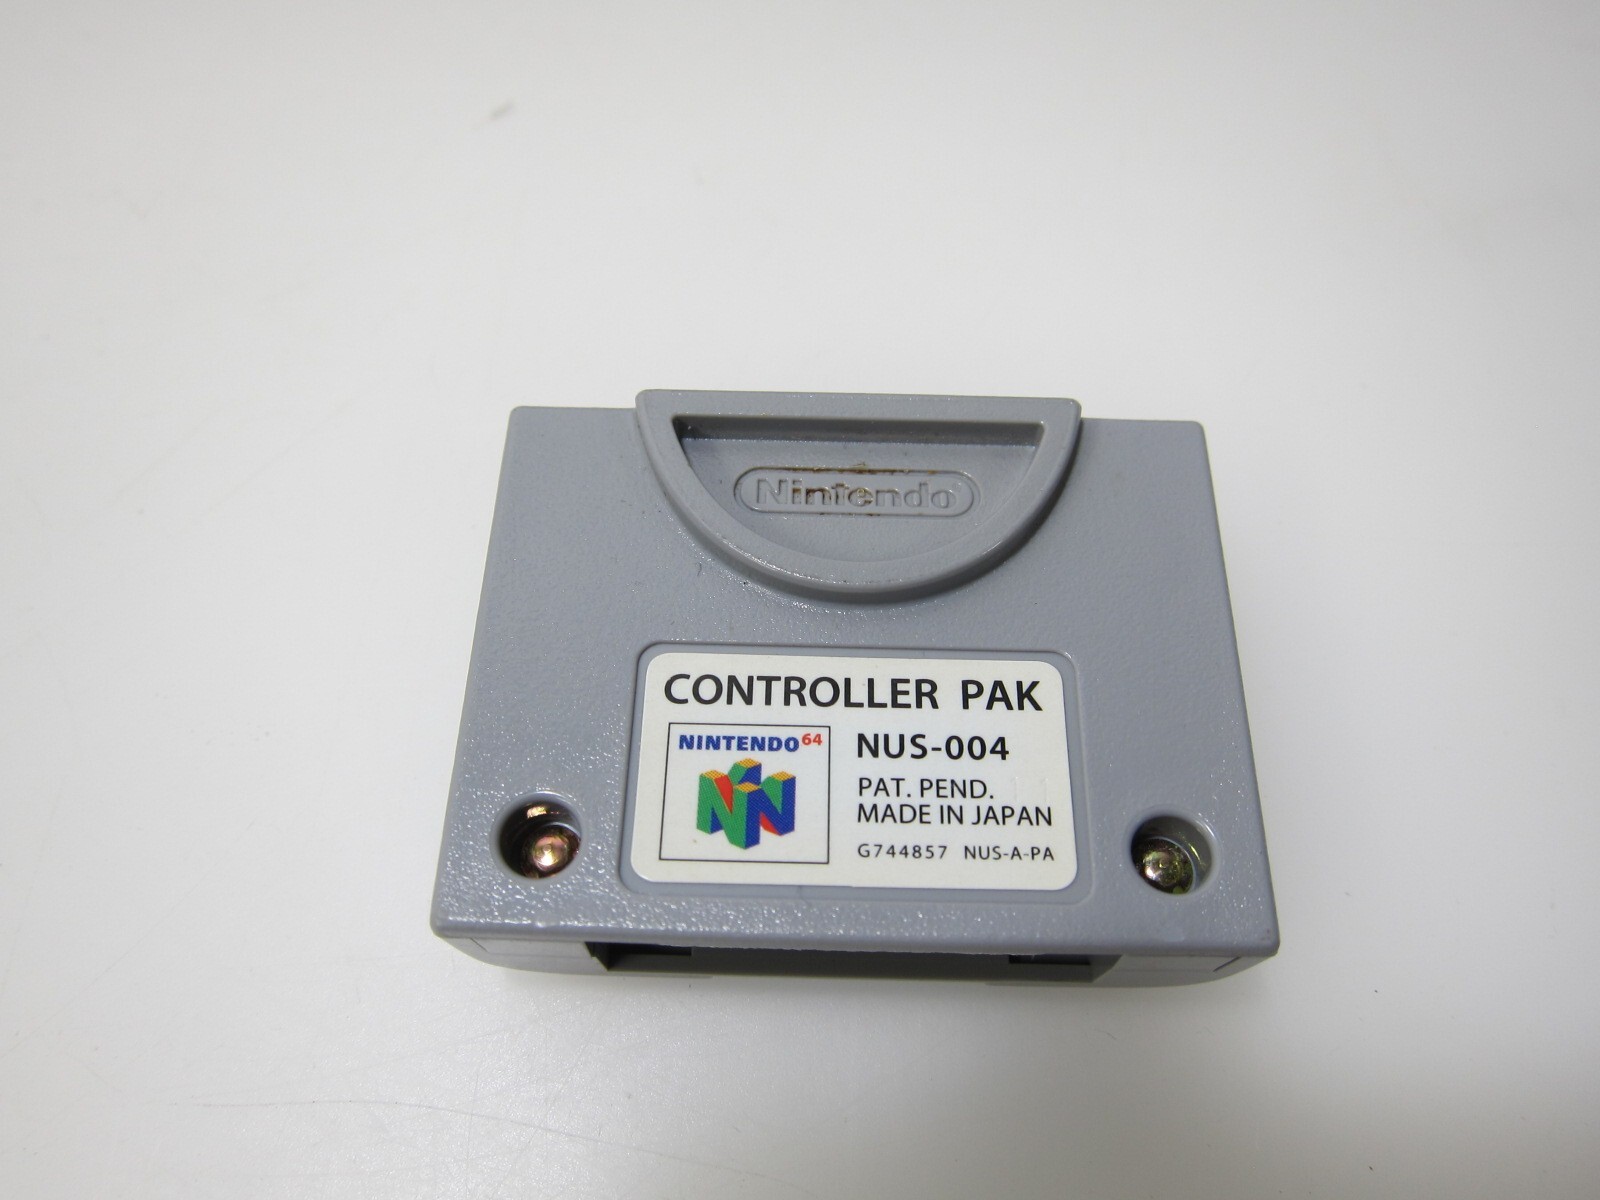 Nintendo
CONTROLLER PAK
NINTENDO64
NUS-004
PAT. PEND.
MADE IN JAPAN
G744857 NUS-A-PA